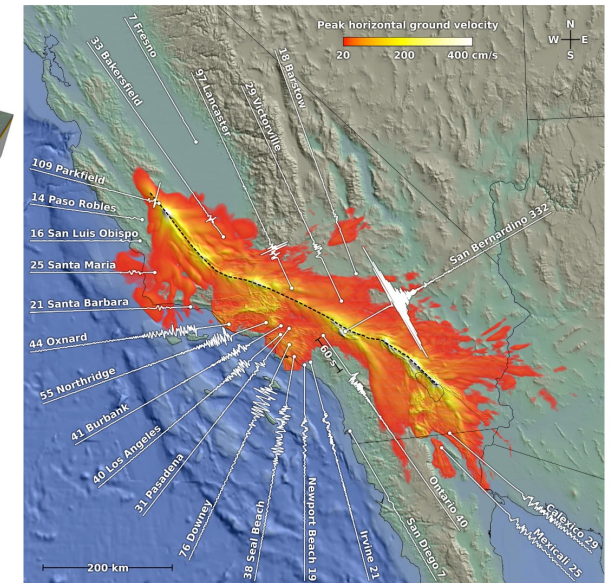 Peak horizontal ground velocity
20 200 400 cm/s
N
W E
S
7 Fresno
33 Bakersfield
97 Lancaster
29 Victorville
18 Barstow
109 Parkfield
14 Paso Robles
16 San Luis Obispo
25 Santa Maria
21 Santa Barbara
44 Oxnard
55 Northridge
41 Burbank
40 Los Angeles
31 Pasadena
76 Downey
38 Seal Beach
Newport Beach 19
Irvine 21
San Diego 7
Ontario 40
Mexicali 25
Calexico 29
San Bernardino 332
60 s
200 km